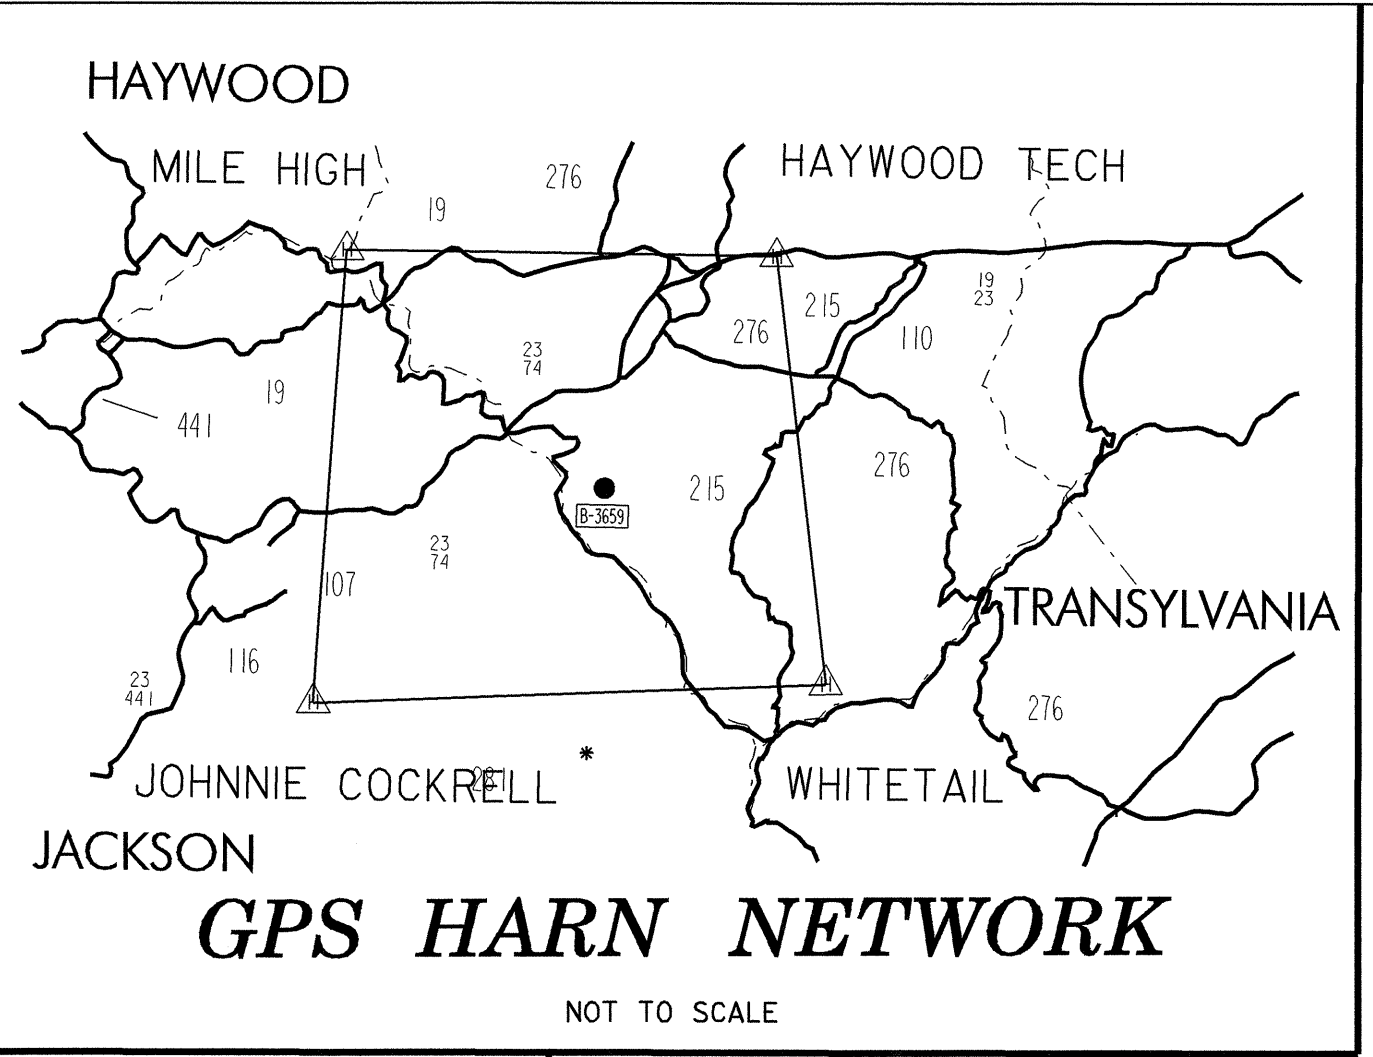 HAYWOOD
MILE HIGH
276
HAYWOOD TECH
19
19
23
215
276
110
23
74
19
441
276
215
B-3659
23
74
107
TRANSYLVANIA
116
23
441
276
281
JOHNNIE COCKRELL
*
WHITETAIL
JACKSON
GPS HARN NETWORK
NOT TO SCALE